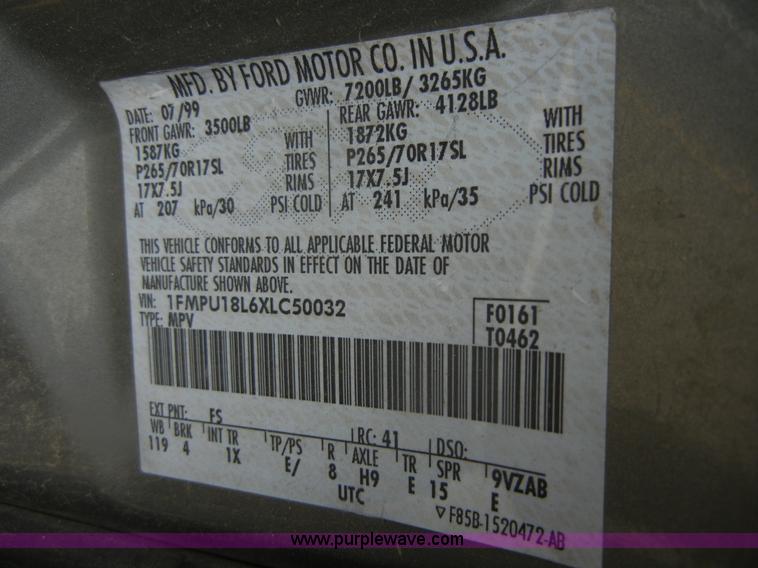 MFD. BY FORD MOTOR CO. IN U.S.A.
DATE: 07/99 GVWR: 7200LB/ 3265KG
FRONT GAWR: 3500LB REAR GAWR: 4128LB
1587KG WITH 1872KG WITH
P265/70R17SL TIRES P265/70R17SL TIRES
17X7.5J RIMS 17X7.5J RIMS
AT 207 kPa/30 PSI COLD AT 241 kPa/35 PSI COLD
THIS VEHICLE CONFORMS TO ALL APPLICABLE FEDERAL MOTOR
VEHICLE SAFETY STANDARDS IN EFFECT ON THE DATE OF
MANUFACTURE SHOWN ABOVE.
VIN: 1FMPU18L6XLC50032 F0161
TYPE: MPV T0462
EXT PNT: FS RC: 41 DSO:
WB BRK INT TR TP/PS R AXLE TR SPR 9VZAB
119 4 1X E/ 8 H9 E 15 E
UTC ▽ F85B-1520472-AB
www.purplewave.com